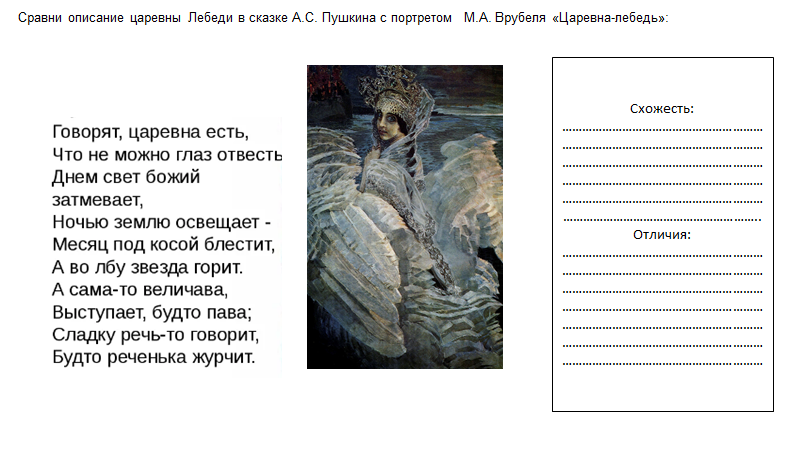 Сравни описание царевны Лебеди в сказке А.С. Пушкина с портретом М.А. Врубеля «Царевна-лебедь»:
Говорят, царевна есть,
Что не можно глаз отвесть
Днем свет божий
затмевает,
Ночью землю освещает -
Месяц под косой блестит,
А во лбу звезда горит.
А сама-то величава,
Выступает, будто пава;
Сладку речь-то говорит,
Будто реченька журчит.
Схожесть:
Отличия: